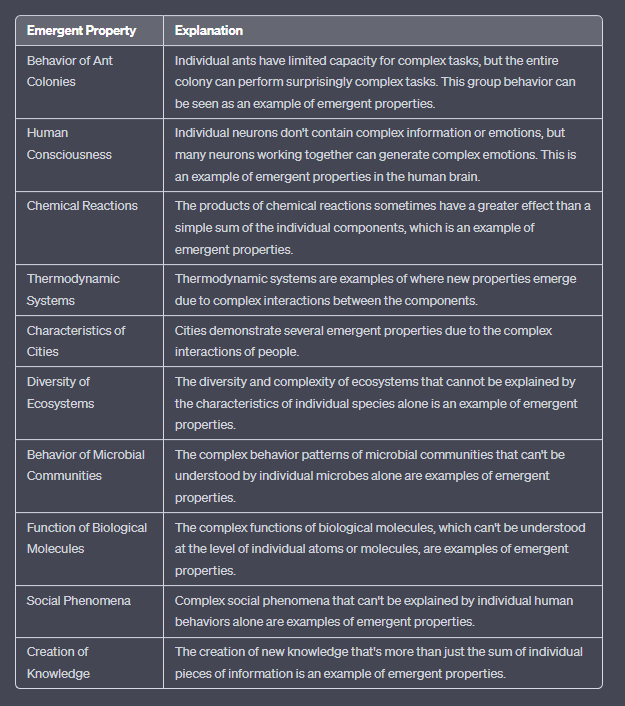 Emergent Property Explanation
Behavior of Ant Colonies
Individual ants have limited capacity for complex tasks, but the entire
colony can perform surprisingly complex tasks. This group behavior can
be seen as an example of emergent properties.
Human Consciousness
Individual neurons don't contain complex information or emotions, but
many neurons working together can generate complex emotions. This is
an example of emergent properties in the human brain.
Chemical Reactions
The products of chemical reactions sometimes have a greater effect than a
simple sum of the individual components, which is an example of
emergent properties.
Thermodynamic Systems
Thermodynamic systems are examples of where new properties emerge
due to complex interactions between the components.
Characteristics of Cities
Cities demonstrate several emergent properties due to the complex
interactions of people.
Diversity of Ecosystems
The diversity and complexity of ecosystems that cannot be explained by
the characteristics of individual species alone is an example of emergent
properties.
Behavior of Microbial Communities
The complex behavior patterns of microbial communities that can't be
understood by individual microbes alone are examples of emergent
properties.
Function of Biological Molecules
The complex functions of biological molecules, which can't be understood
at the level of individual atoms or molecules, are examples of emergent
properties.
Social Phenomena
Complex social phenomena that can't be explained by individual human
behaviors alone are examples of emergent properties.
Creation of Knowledge
The creation of new knowledge that's more than just the sum of individual
pieces of information is an example of emergent properties.